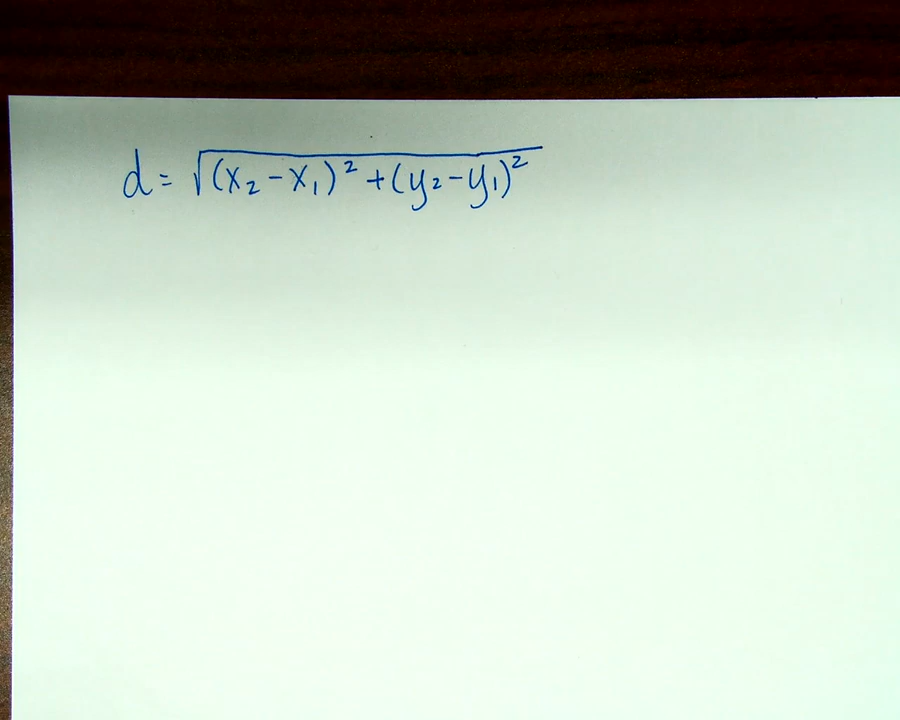 d = √(x₂ - x₁)² + (y₂ - y₁)²